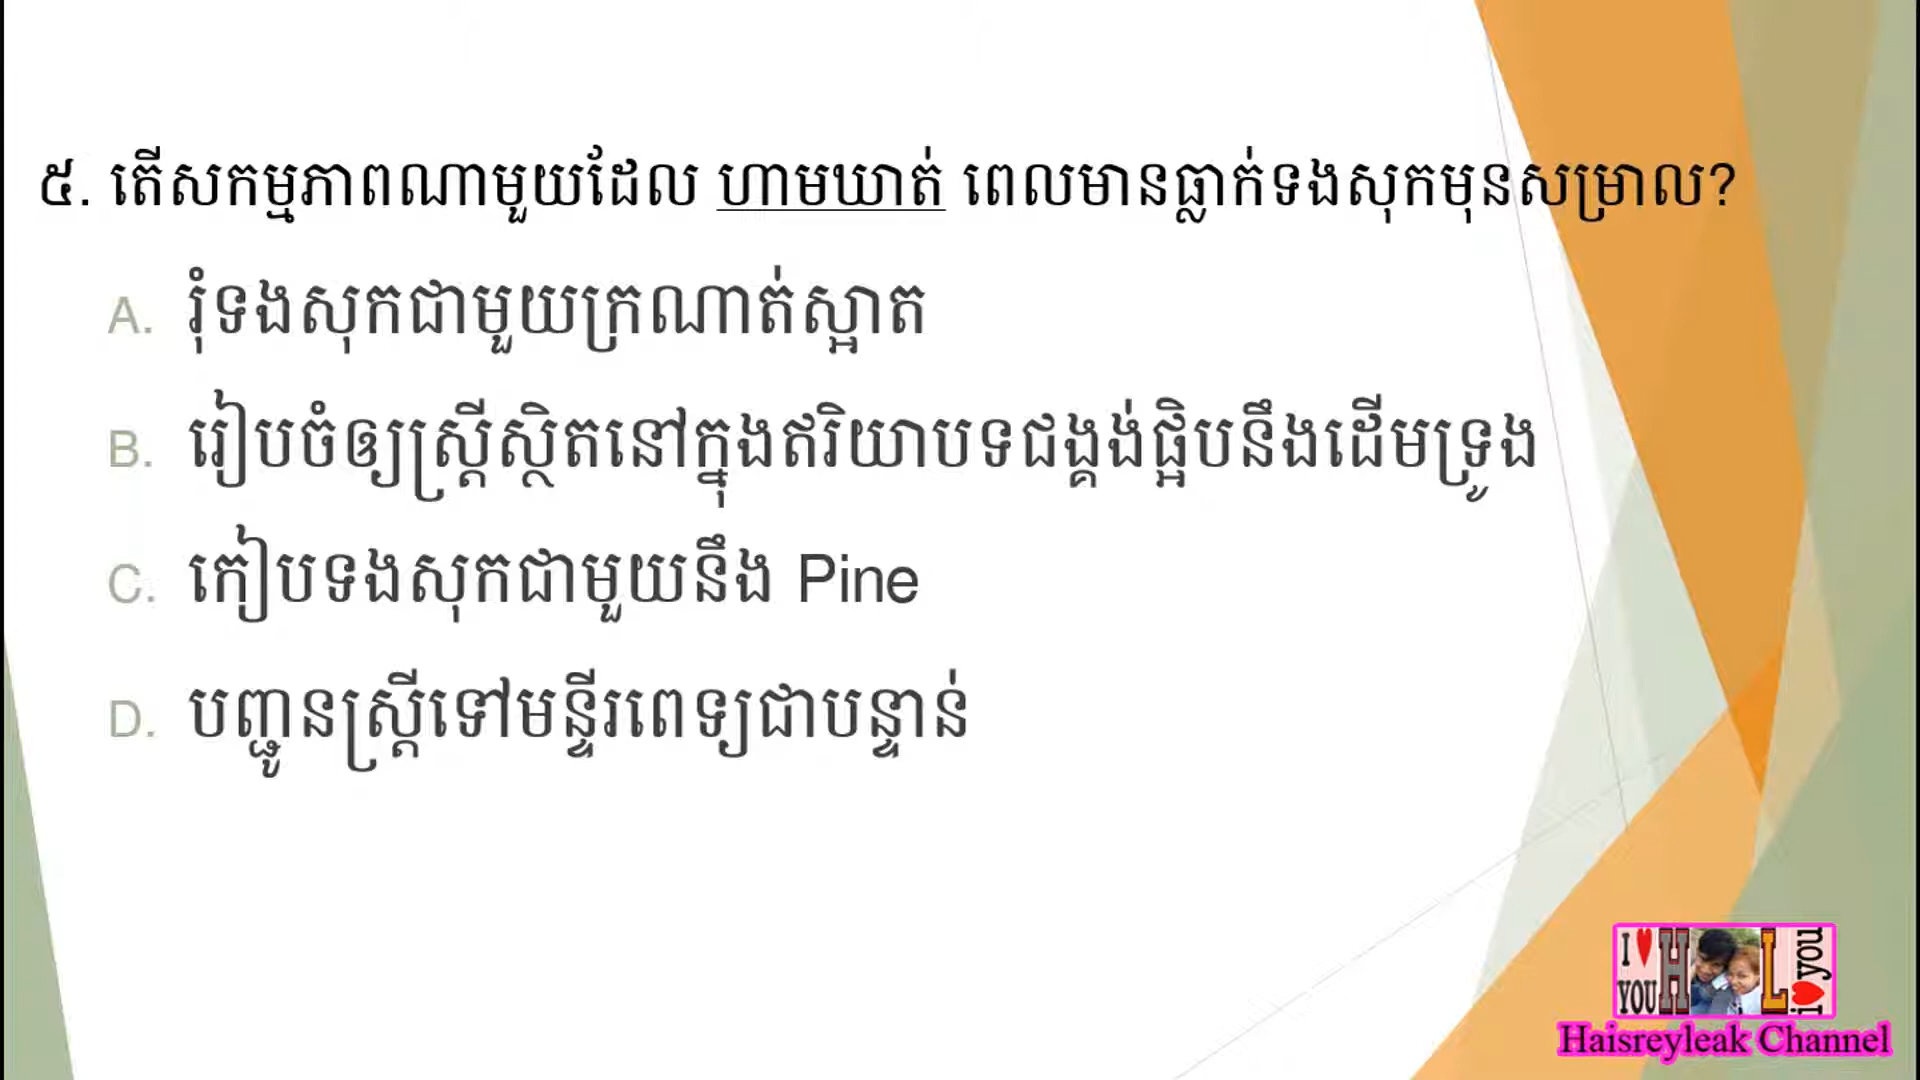 ៥. តើសកម្មភាពណាមួយដែល ហាមឃាត់ ពេលមានធ្លាក់ទងសុកមុនសម្រាល?
A. រុំទងសុកជាមួយក្រណាត់ស្អាត
B. រៀបចំឲ្យស្ត្រីស្ថិតនៅក្នុងឥរិយាបទជង្គង់ផ្អិបនឹងដើមទ្រូង
C. កៀបទងសុកជាមួយនឹង Pine
D. បញ្ជូនស្ត្រីទៅមន្ទីរពេទ្យជាបន្ទាន់
I ♥ YOU H L i ♥ you
Haisreyleak Channel